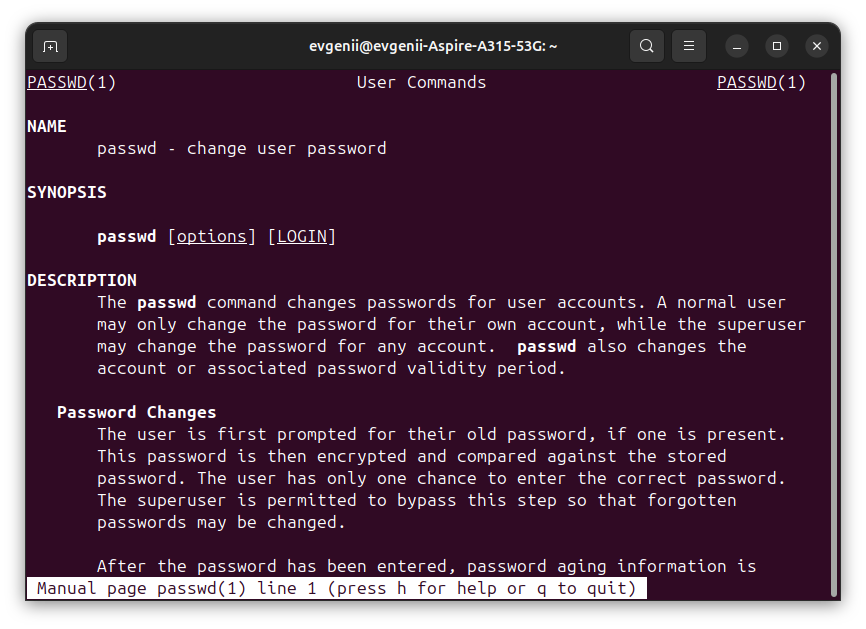 evgenii@evgenii-Aspire-A315-53G: ~
PASSWD(1) User Commands PASSWD(1)
NAME
passwd - change user password
SYNOPSIS
passwd [options] [LOGIN]
DESCRIPTION
The passwd command changes passwords for user accounts. A normal user
may only change the password for their own account, while the superuser
may change the password for any account.  passwd also changes the
account or associated password validity period.
Password Changes
The user is first prompted for their old password, if one is present.
This password is then encrypted and compared against the stored
password. The user has only one chance to enter the correct password.
The superuser is permitted to bypass this step so that forgotten
passwords may be changed.
After the password has been entered, password aging information is
Manual page passwd(1) line 1 (press h for help or q to quit)